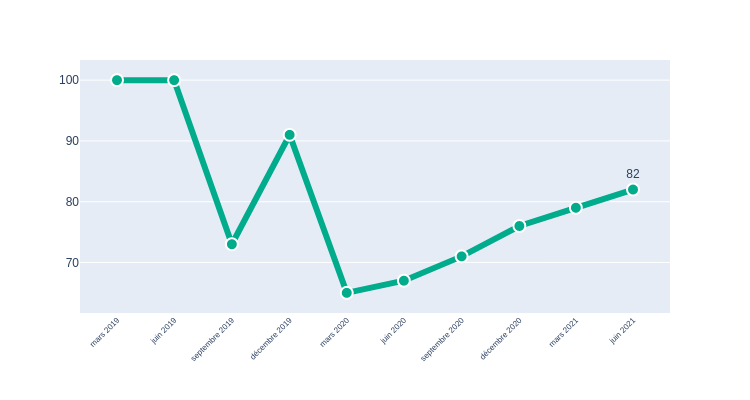 100
90
80
70
82
mars 2019
juin 2019
septembre 2019
décembre 2019
mars 2020
juin 2020
septembre 2020
décembre 2020
mars 2021
juin 2021